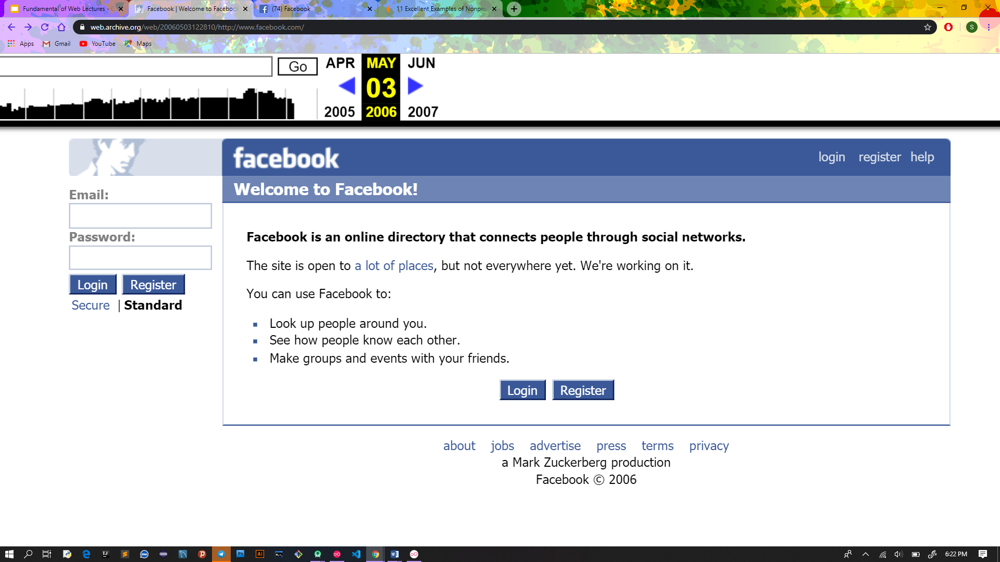 Fundamental of Web Lectures - G
Facebook | Welcome to Faceboo
(74) Facebook
11 Excellent Examples of Nonpro
web.archive.org/web/20060503122810/http://www.facebook.com/
S
Apps
Gmail
YouTube
Maps
Go
APR
MAY
JUN
03
2005
2006
2007
facebook
login
register
help
Welcome to Facebook!
Email:
Password:
Login
Register
Secure | Standard
Facebook is an online directory that connects people through social networks.
The site is open to a lot of places, but not everywhere yet. We're working on it.
You can use Facebook to:
Look up people around you.
See how people know each other.
Make groups and events with your friends.
Login
Register
about jobs advertise press terms privacy
a Mark Zuckerberg production
Facebook © 2006
IJ
imo
Ps
Ai
6:22 PM